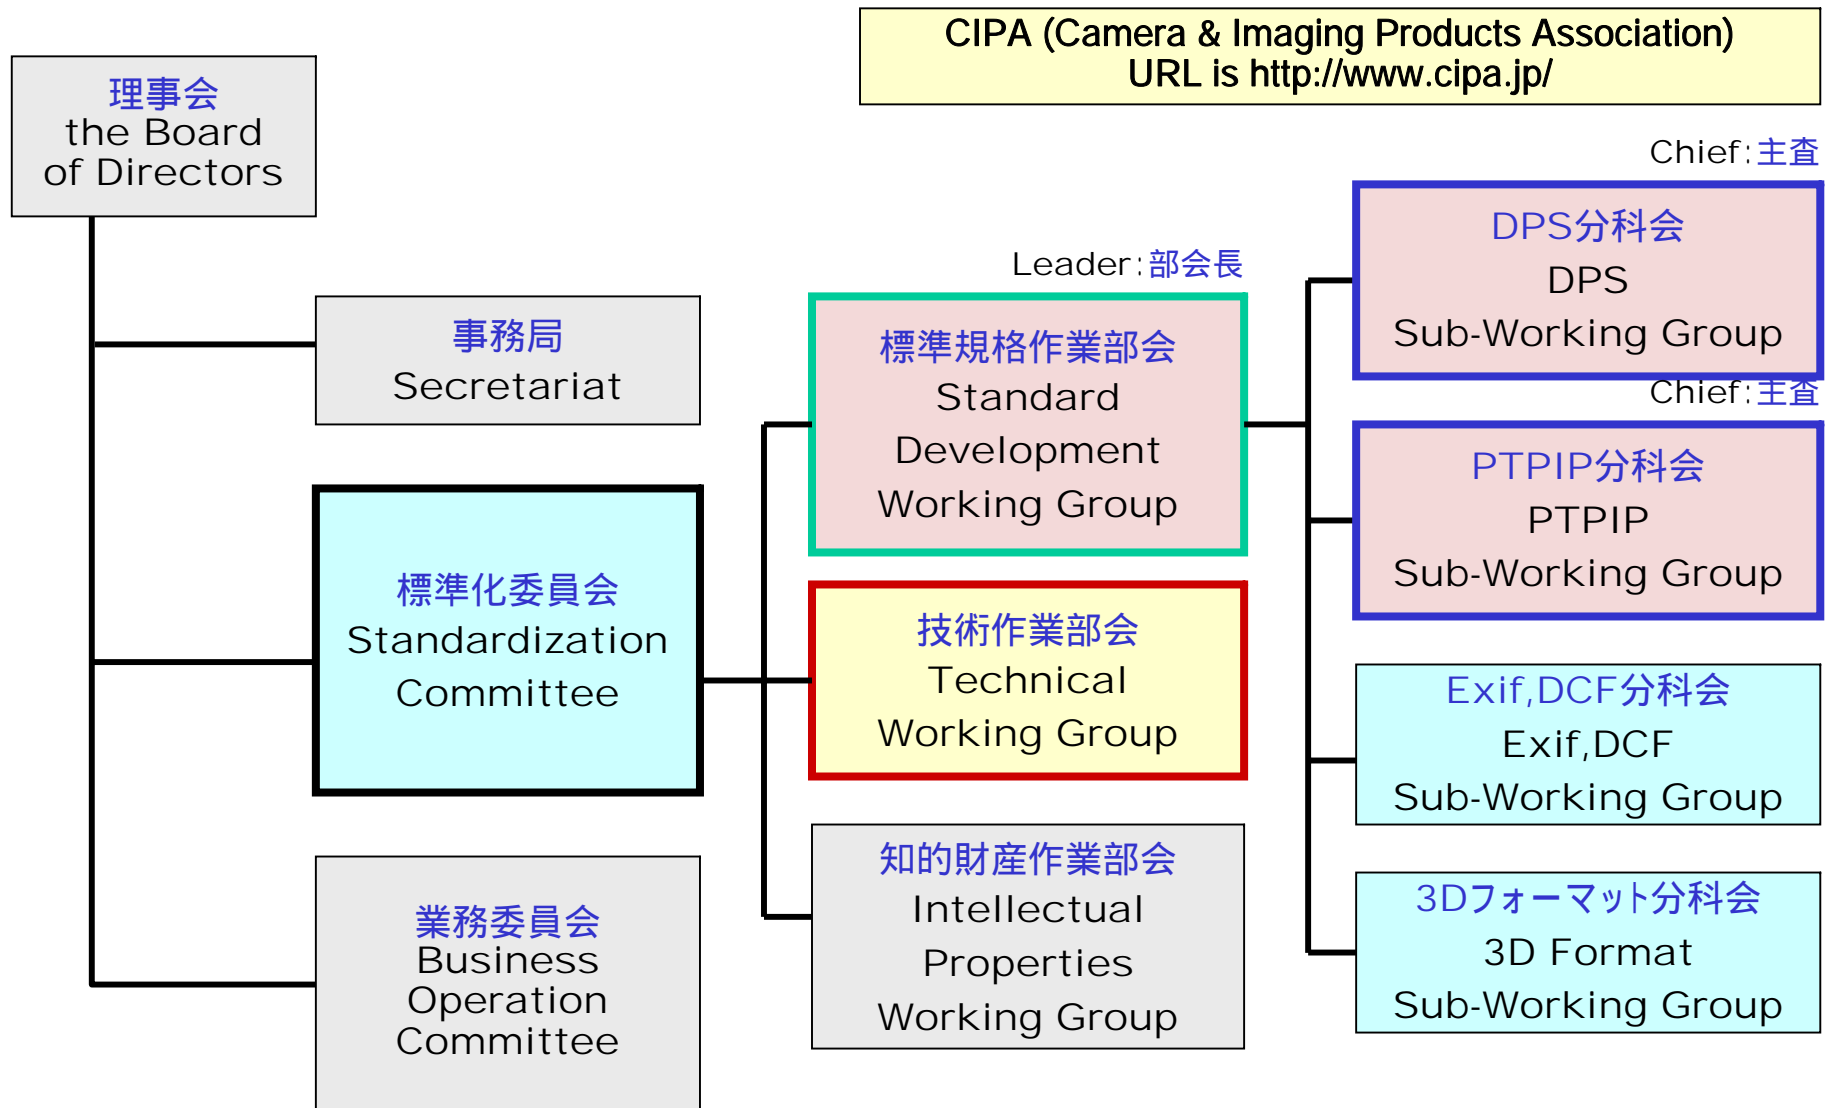 CIPA (Camera & Imaging Products Association)
URL is http://www.cipa.jp/
理事会
the Board
of Directors
事務局
Secretariat
標準化委員会
Standardization
Committee
業務委員会
Business
Operation
Committee
Leader:部会長
標準規格作業部会
Standard
Development
Working Group
技術作業部会
Technical
Working Group
知的財産作業部会
Intellectual
Properties
Working Group
Chief:主査
DPS分科会
DPS
Sub-Working Group
Chief:主査
PTPIP分科会
PTPIP
Sub-Working Group
Exif,DCF分科会
Exif,DCF
Sub-Working Group
3Dフォーマット分科会
3D Format
Sub-Working Group